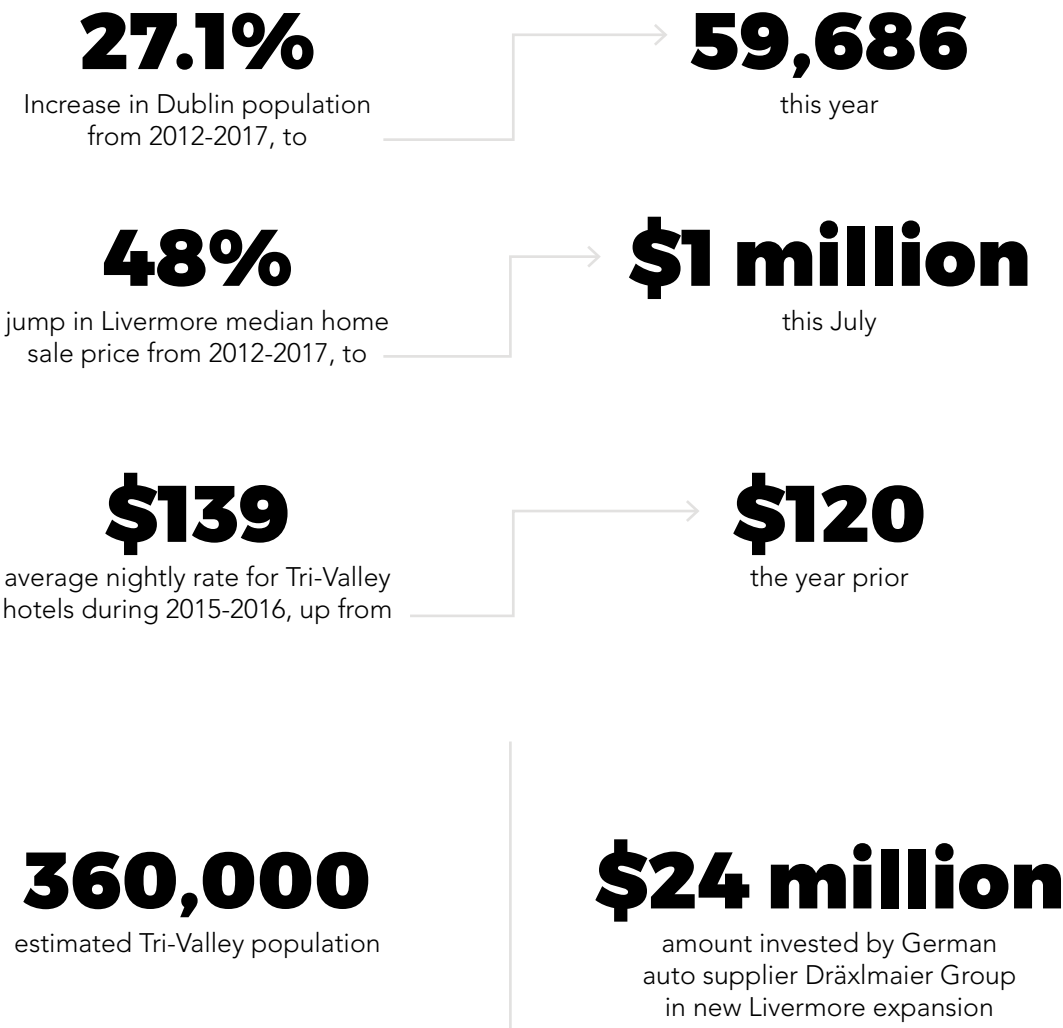 27.1%
Increase in Dublin population
from 2012-2017, to
59,686
this year
48%
jump in Livermore median home
sale price from 2012-2017, to
$1 million
this July
$139
average nightly rate for Tri-Valley
hotels during 2015-2016, up from
$120
the year prior
360,000
estimated Tri-Valley population
$24 million
amount invested by German
auto supplier Dräxlmaier Group
in new Livermore expansion